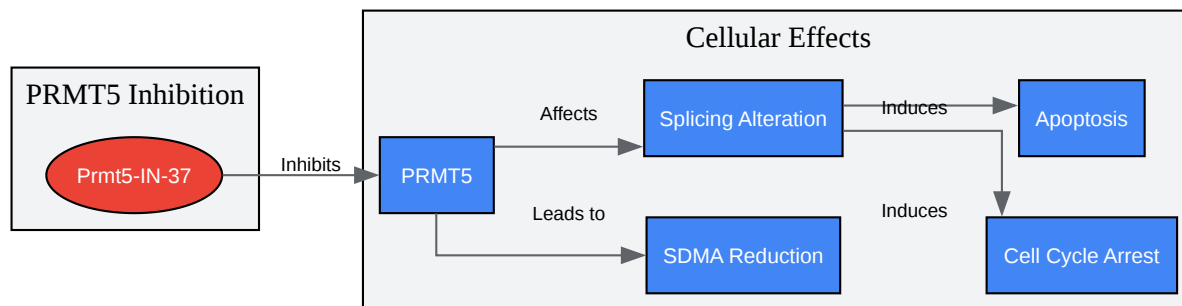 Cellular Effects
PRMT5 Inhibition
Prmt5-IN-37
Inhibits
PRMT5
Affects
Splicing Alteration
Induces
Apoptosis
Leads to
SDMA Reduction
Induces
Cell Cycle Arrest